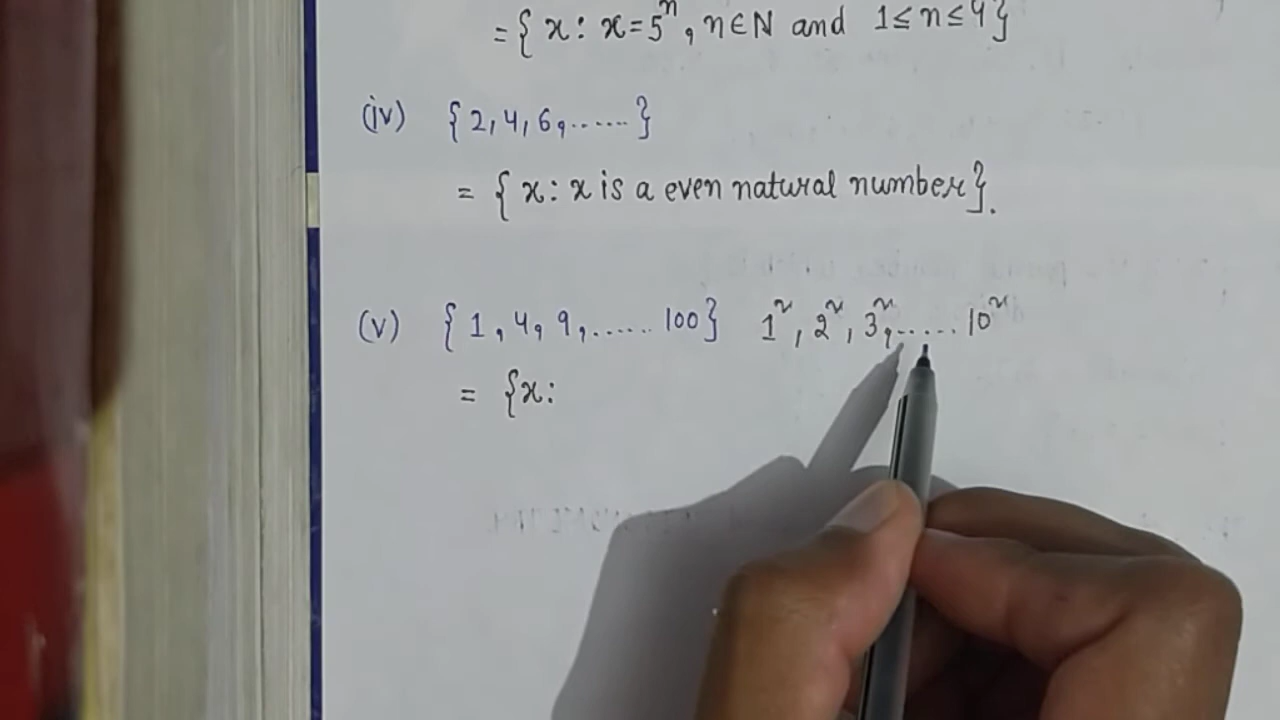 = { x : x = 5ⁿ, n ∈ N and 1 ≤ n ≤ 4 }
(iv) { 2, 4, 6, ...... }
= { x : x is a even natural number }.
(v) { 1, 4, 9, ...... 100 } 1², 2², 3², ..... 10²
= { x :